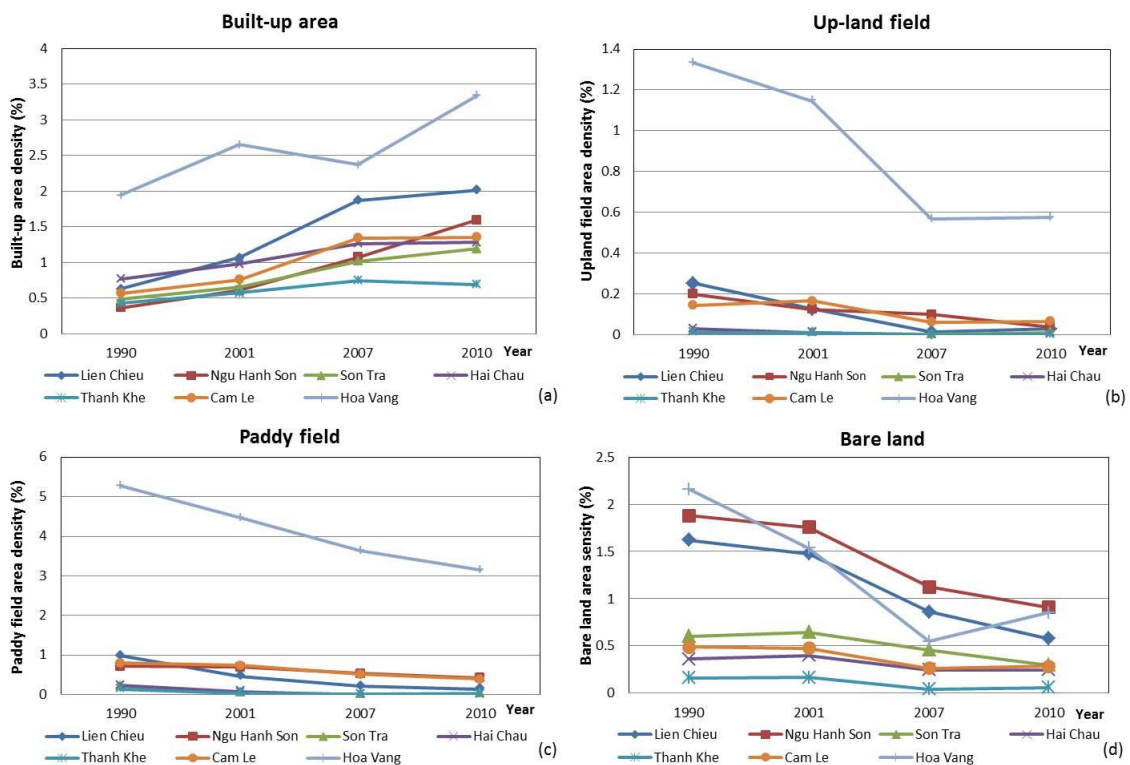 Built-up area
Built-up area density (%)
4
3.5
3
2.5
2
1.5
1
0.5
0
1990 2001 2007 2010 Year
Lien Chieu Ngu Hanh Son Son Tra Hai Chau
Thanh Khe Cam Le Hoa Vang
(a)
Up-land field
Upland field area density (%)
1.4
1.2
1
0.8
0.6
0.4
0.2
0
1990 2001 2007 2010 Year
Lien Chieu Ngu Hanh Son Son Tra Hai Chau
Thanh Khe Cam Le Hoa Vang
(b)
Paddy field
Paddy field area density (%)
6
5
4
3
2
1
0
1990 2001 2007 2010 Year
Lien Chieu Ngu Hanh Son Son Tra Hai Chau
Thanh Khe Cam Le Hoa Vang
(c)
Bare land
Bare land area sensity (%)
2.5
2
1.5
1
0.5
0
1990 2001 2007 2010 Year
Lien Chieu Ngu Hanh Son Son Tra Hai Chau
Thanh Khe Cam Le Hoa Vang
(d)